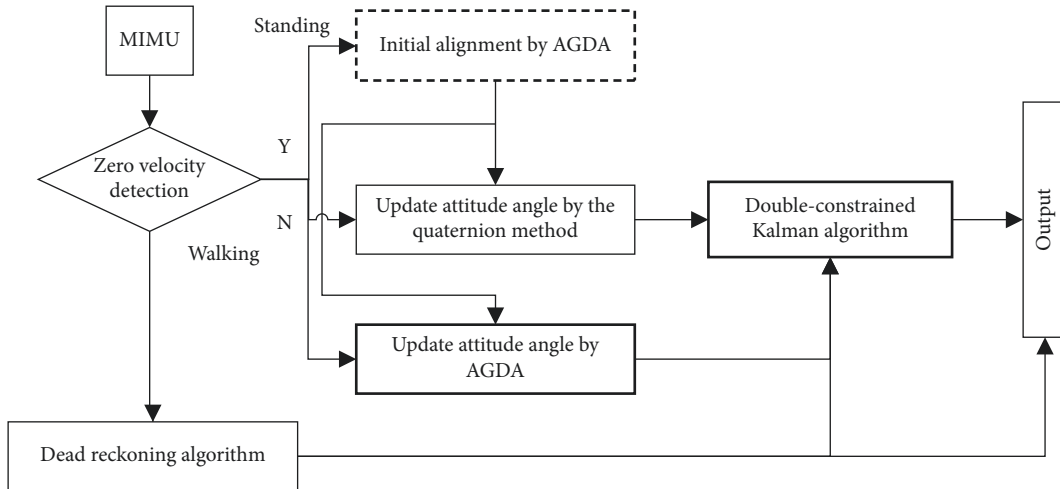 MIMU
Standing
Initial alignment by AGDA
Zero velocity
detection
Y
N
Walking
Update attitude angle by the
quaternion method
Double-constrained
Kalman algorithm
Output
Update attitude angle by
AGDA
Dead reckoning algorithm